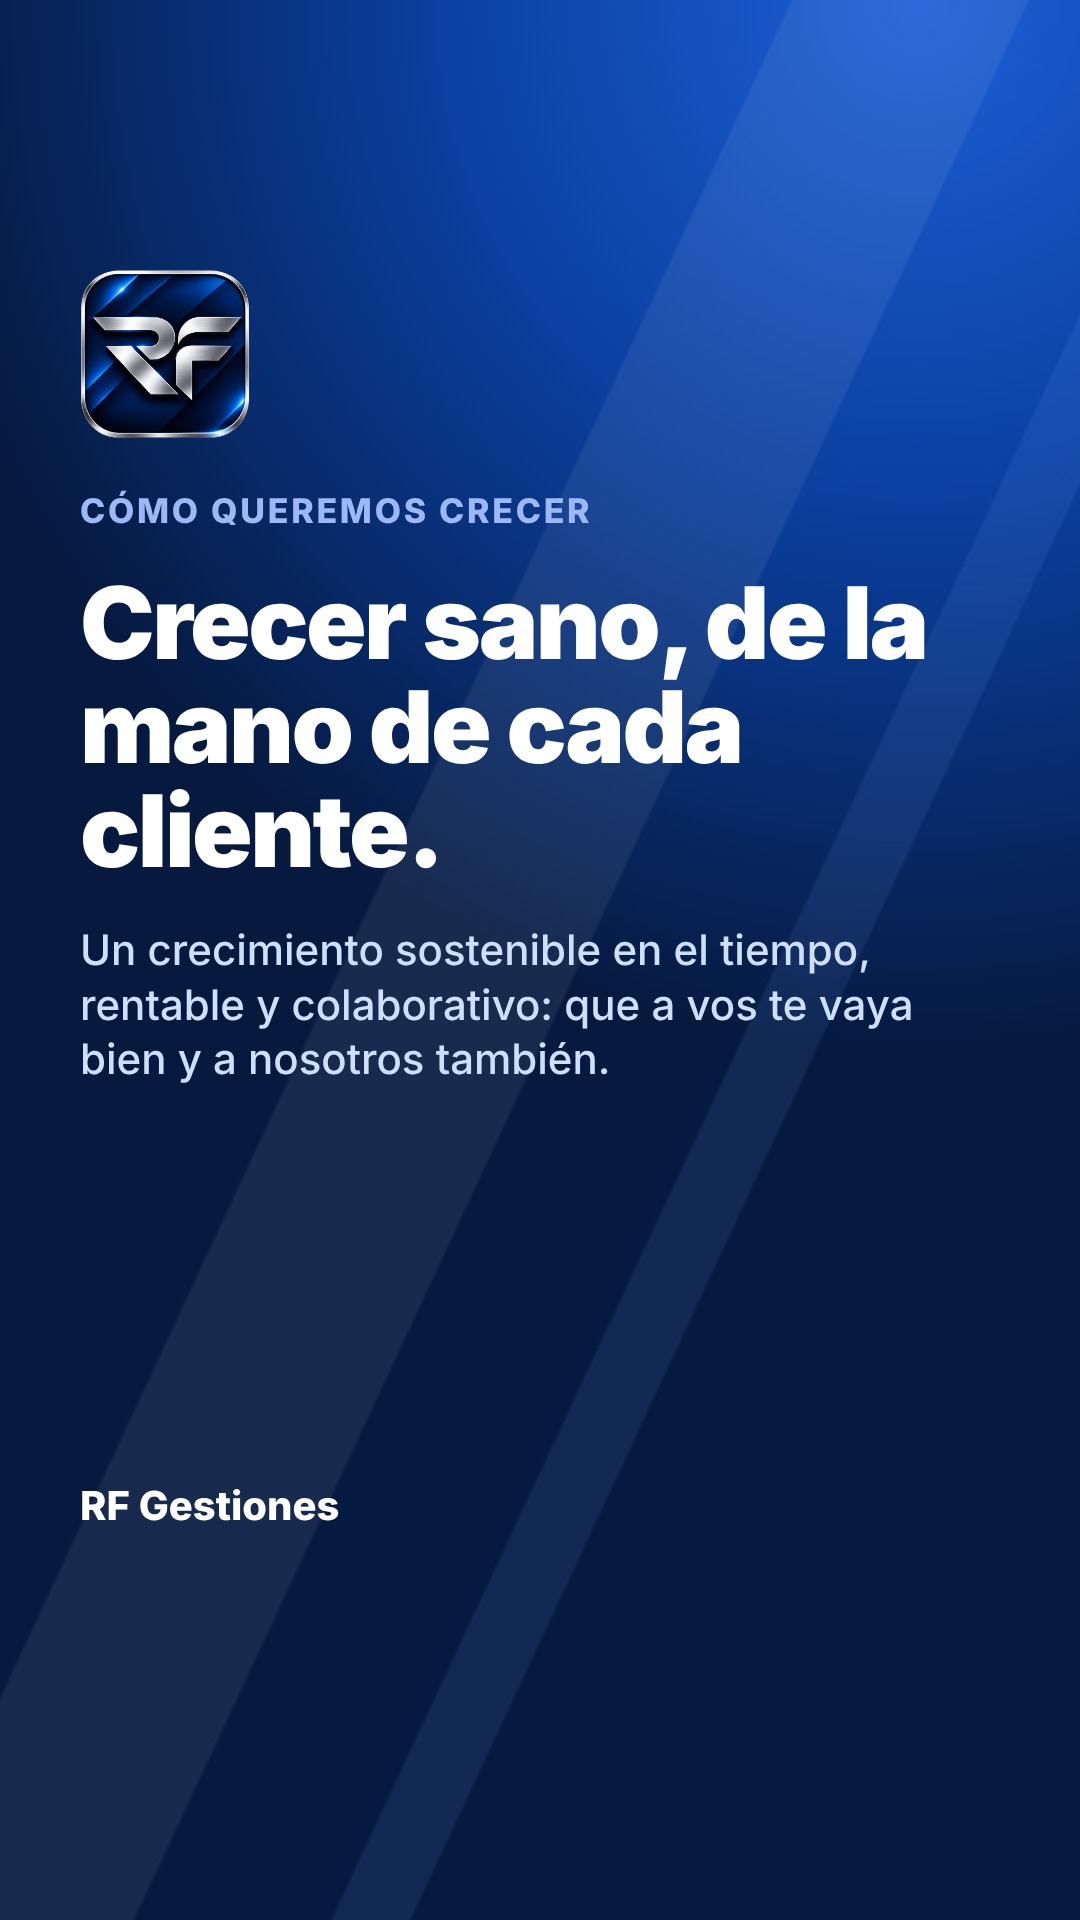 RF
CÓMO QUEREMOS CRECER
Crecer sano, de la
mano de cada
cliente.
Un crecimiento sostenible en el tiempo,
rentable y colaborativo: que a vos te vaya
bien y a nosotros también.
RF Gestiones